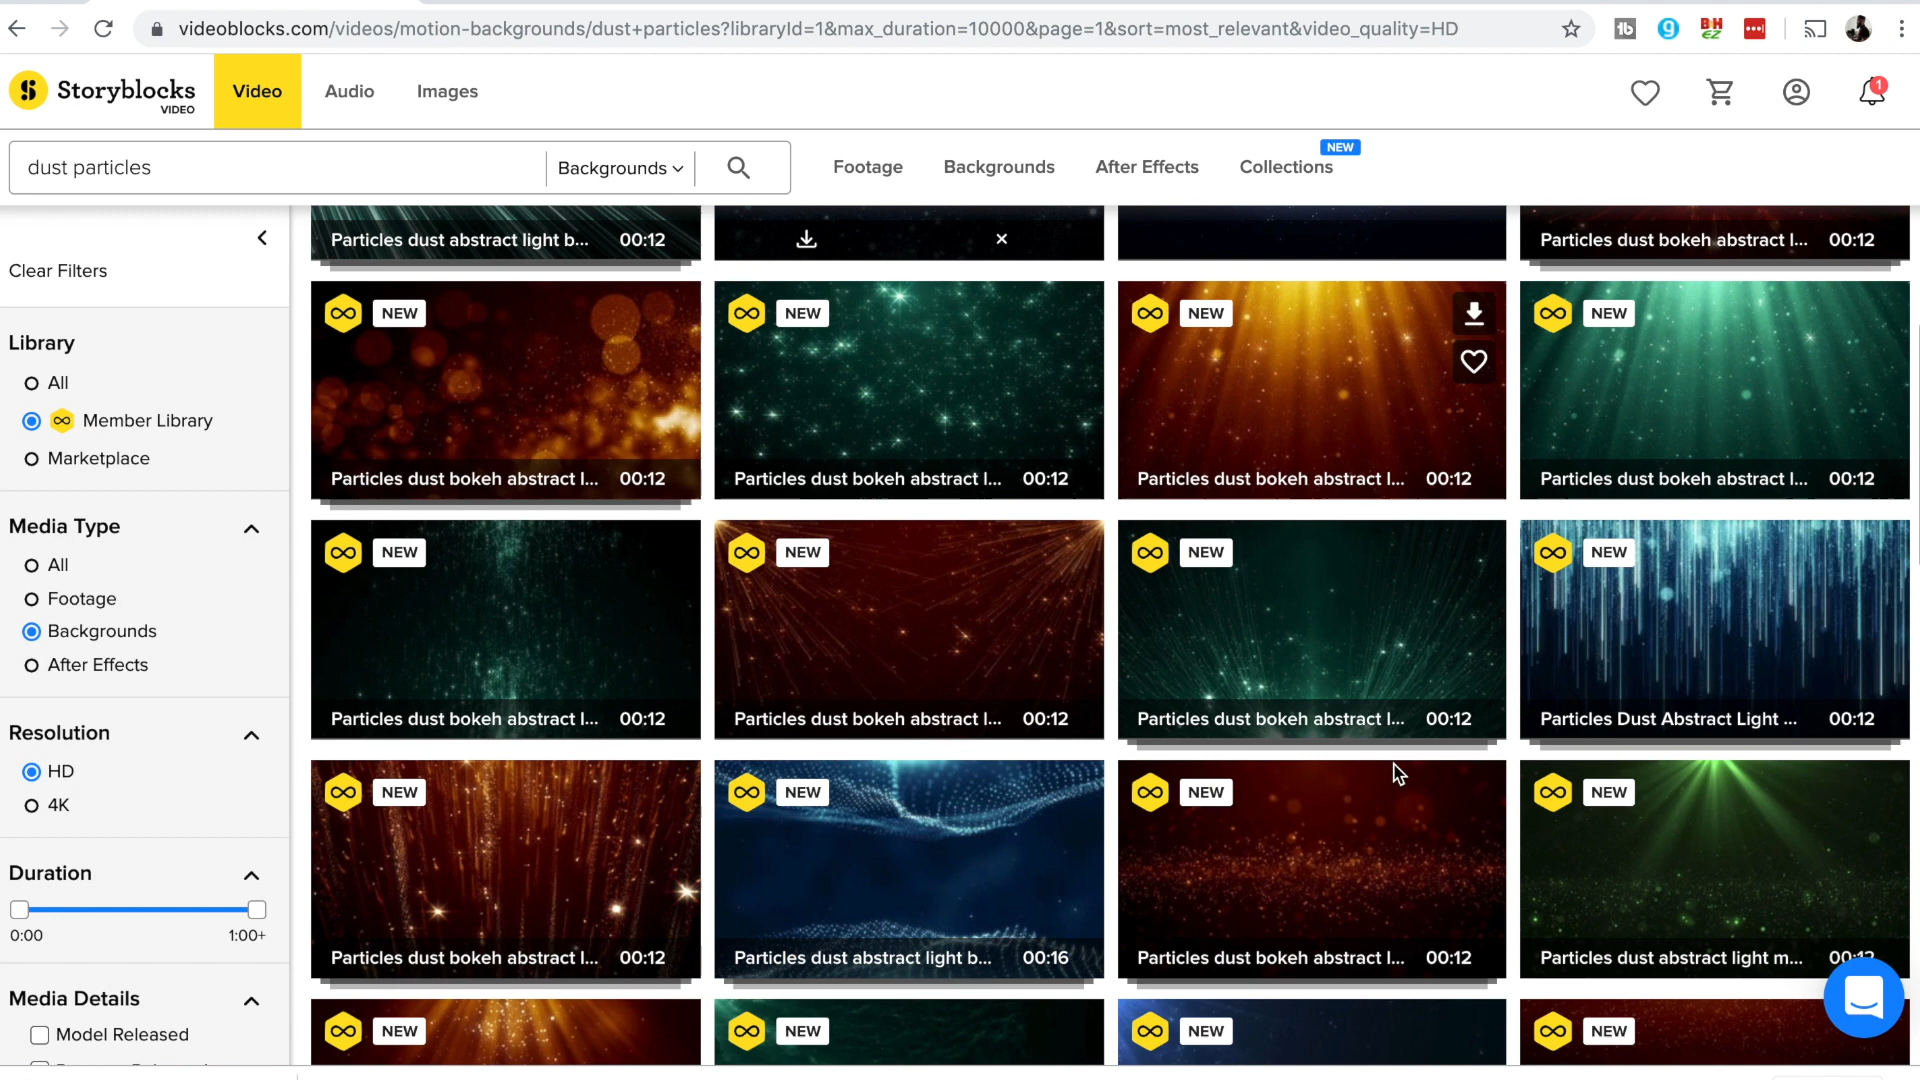 videoblocks.com/videos/motion-backgrounds/dust+particles?libraryId=1&max_duration=10000&page=1&sort=most_relevant&video_quality=HD
Storyblocks
VIDEO
Video
Audio
Images
1
dust particles
Backgrounds
Footage
Backgrounds
After Effects
Collections
NEW
Clear Filters
Library
All
Member Library
Marketplace
Media Type
All
Footage
Backgrounds
After Effects
Resolution
HD
4K
Duration
0:00 1:00+
Media Details
Model Released
Particles dust abstract light b... 00:12
Particles dust bokeh abstract l... 00:12
NEW
Particles dust bokeh abstract l... 00:12
NEW
Particles dust bokeh abstract l... 00:12
NEW
Particles dust bokeh abstract l... 00:12
NEW
Particles dust bokeh abstract l... 00:12
NEW
Particles dust bokeh abstract l... 00:12
NEW
Particles dust bokeh abstract l... 00:12
NEW
Particles dust bokeh abstract l... 00:12
NEW
Particles Dust Abstract Light ... 00:12
NEW
Particles dust bokeh abstract l... 00:12
NEW
Particles dust abstract light b... 00:16
NEW
Particles dust bokeh abstract l... 00:12
NEW
Particles dust abstract light m... 00:12
NEW
NEW
NEW
NEW